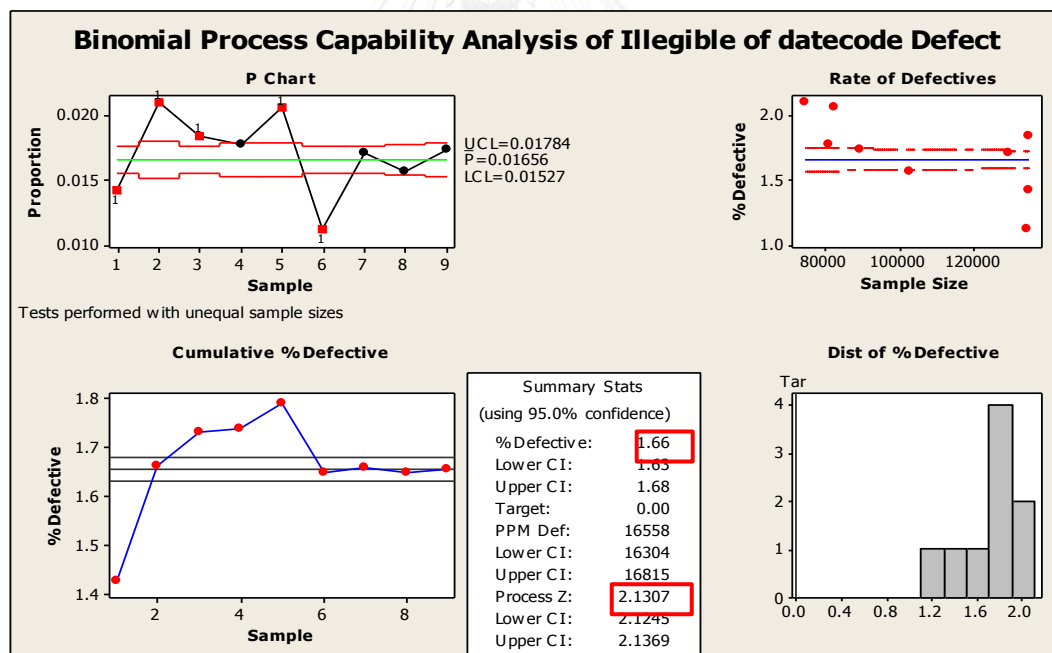 Binomial Process Capability Analysis of Illegible of datecode Defect
P Chart
Proportion
0.020
0.015
0.010
1
1
1
1
1
UCL=0.01784
P=0.01656
LCL=0.01527
1 2 3 4 5 6 7 8 9
Sample
Tests performed with unequal sample sizes
Rate of Defectives
%Defective
2.0
1.5
1.0
80000 100000 120000
Sample Size
Cumulative %Defective
%Defective
1.8
1.7
1.6
1.5
1.4
2 4 6 8
Sample
Summary Stats
(using 95.0% confidence)
%Defective: 1.66
Lower CI: 1.63
Upper CI: 1.68
Target: 0.00
PPM Def: 16558
Lower CI: 16304
Upper CI: 16815
Process Z: 2.1307
Lower CI: 2.1245
Upper CI: 2.1369
Dist of %Defective
Tar
4
3
2
1
0
0.0 0.4 0.8 1.2 1.6 2.0